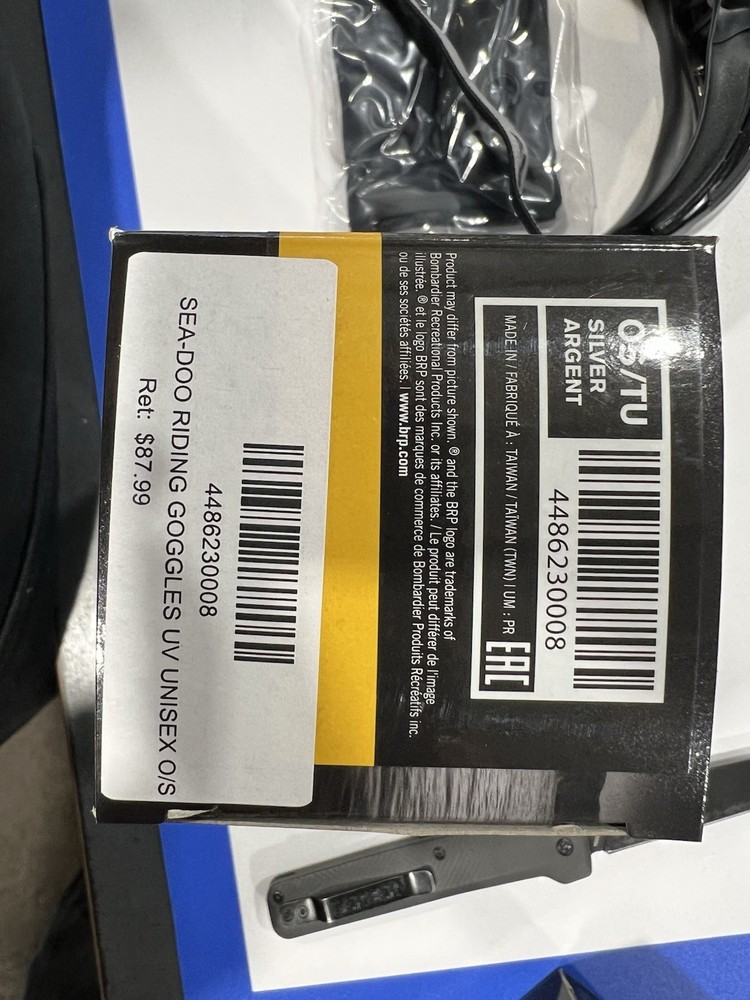 OS/TU
SILVER
ARGENT
4486230008
MADE IN / FABRIQUÉ À : TAIWAN / TAÏWAN (TWN) | UM : PR
EAC
Product may differ from picture shown. ® and the BRP logo are trademarks of
Bombardier Recreational Products Inc. or its affiliates. / Le produit peut différer de l'image
illustrée. ® et le logo BRP sont des marques de commerce de Bombardier Produits Récréatifs inc.
ou de ses sociétés affiliées. | www.brp.com
4486230008
SEA-DOO RIDING GOGGLES UV UNISEX O/S
Ret: $87.99